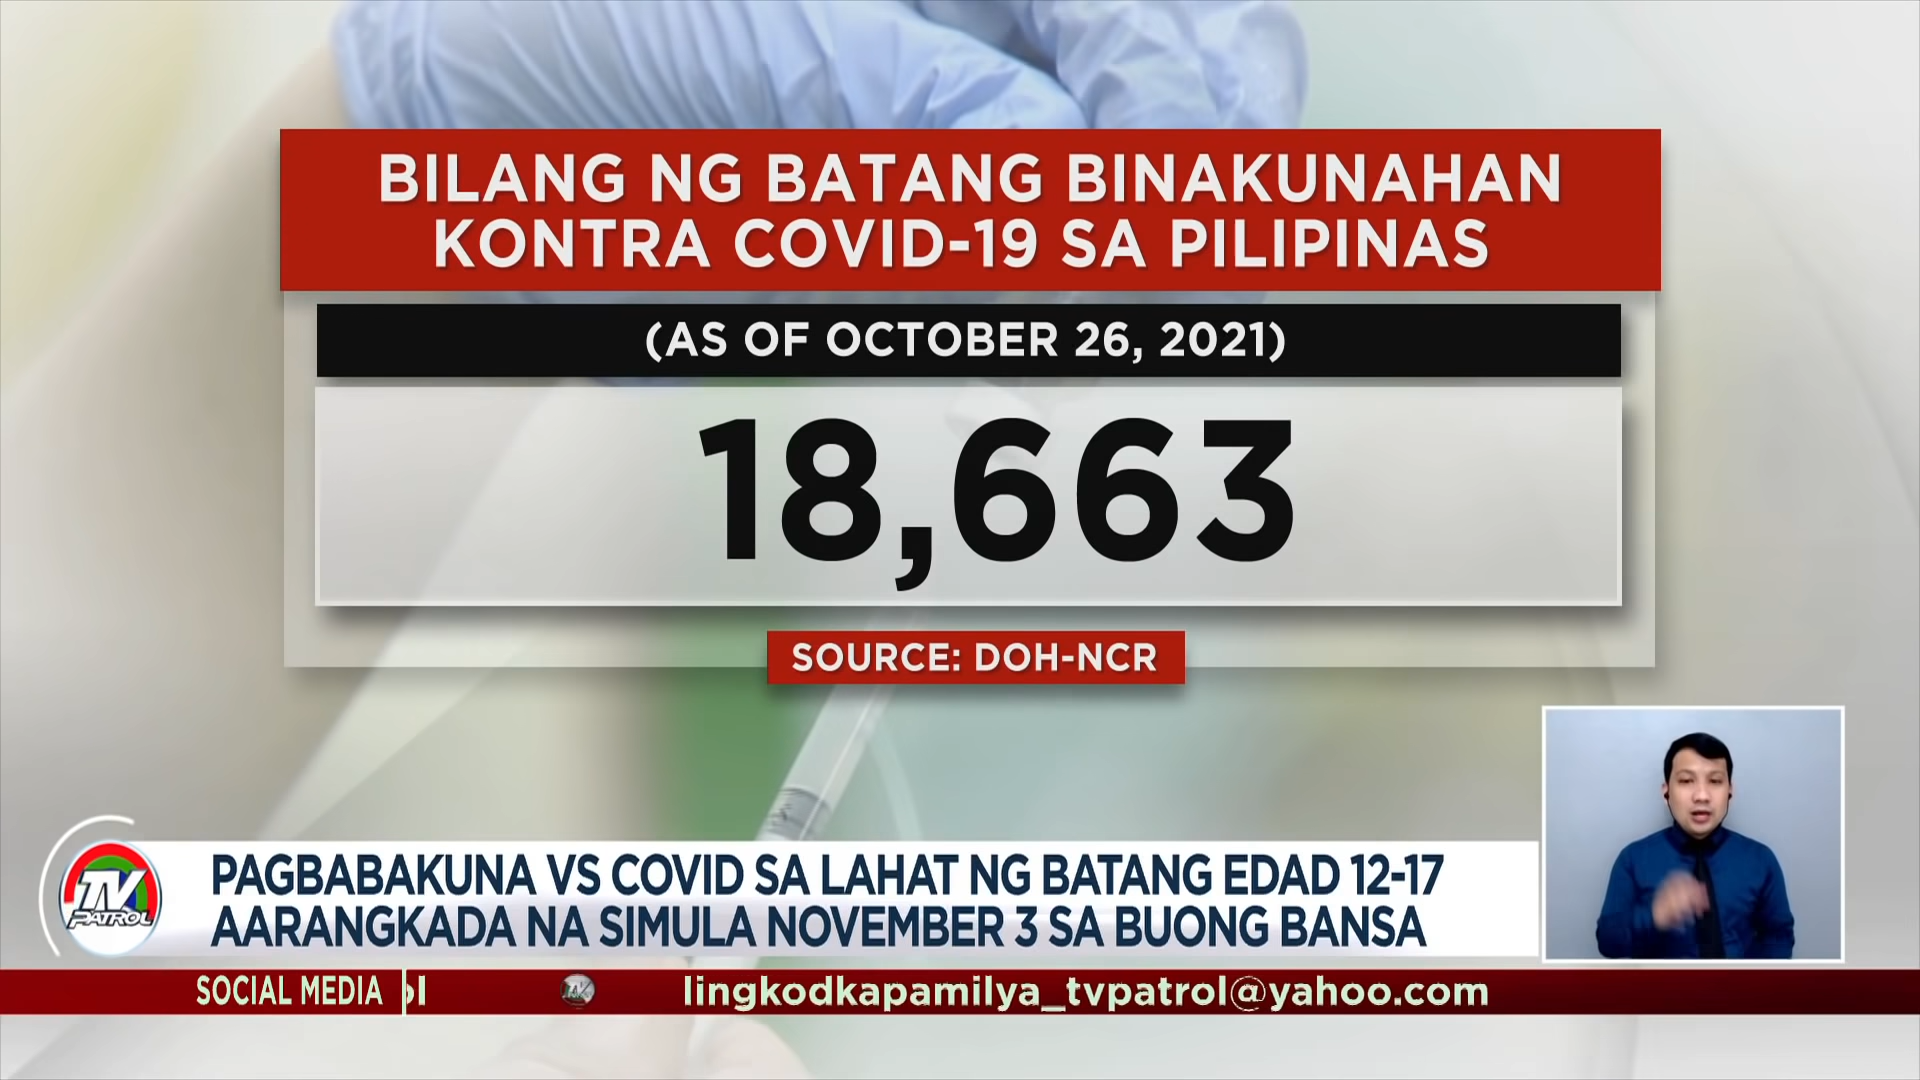 BILANG NG BATANG BINAKUNAHAN
KONTRA COVID-19 SA PILIPINAS
(AS OF OCTOBER 26, 2021)
18,663
SOURCE: DOH-NCR
TV
PATROL
PAGBABAKUNA VS COVID SA LAHAT NG BATANG EDAD 12-17
AARANGKADA NA SIMULA NOVEMBER 3 SA BUONG BANSA
SOCIAL MEDIA
lingkodkapamilya_tvpatrol@yahoo.com